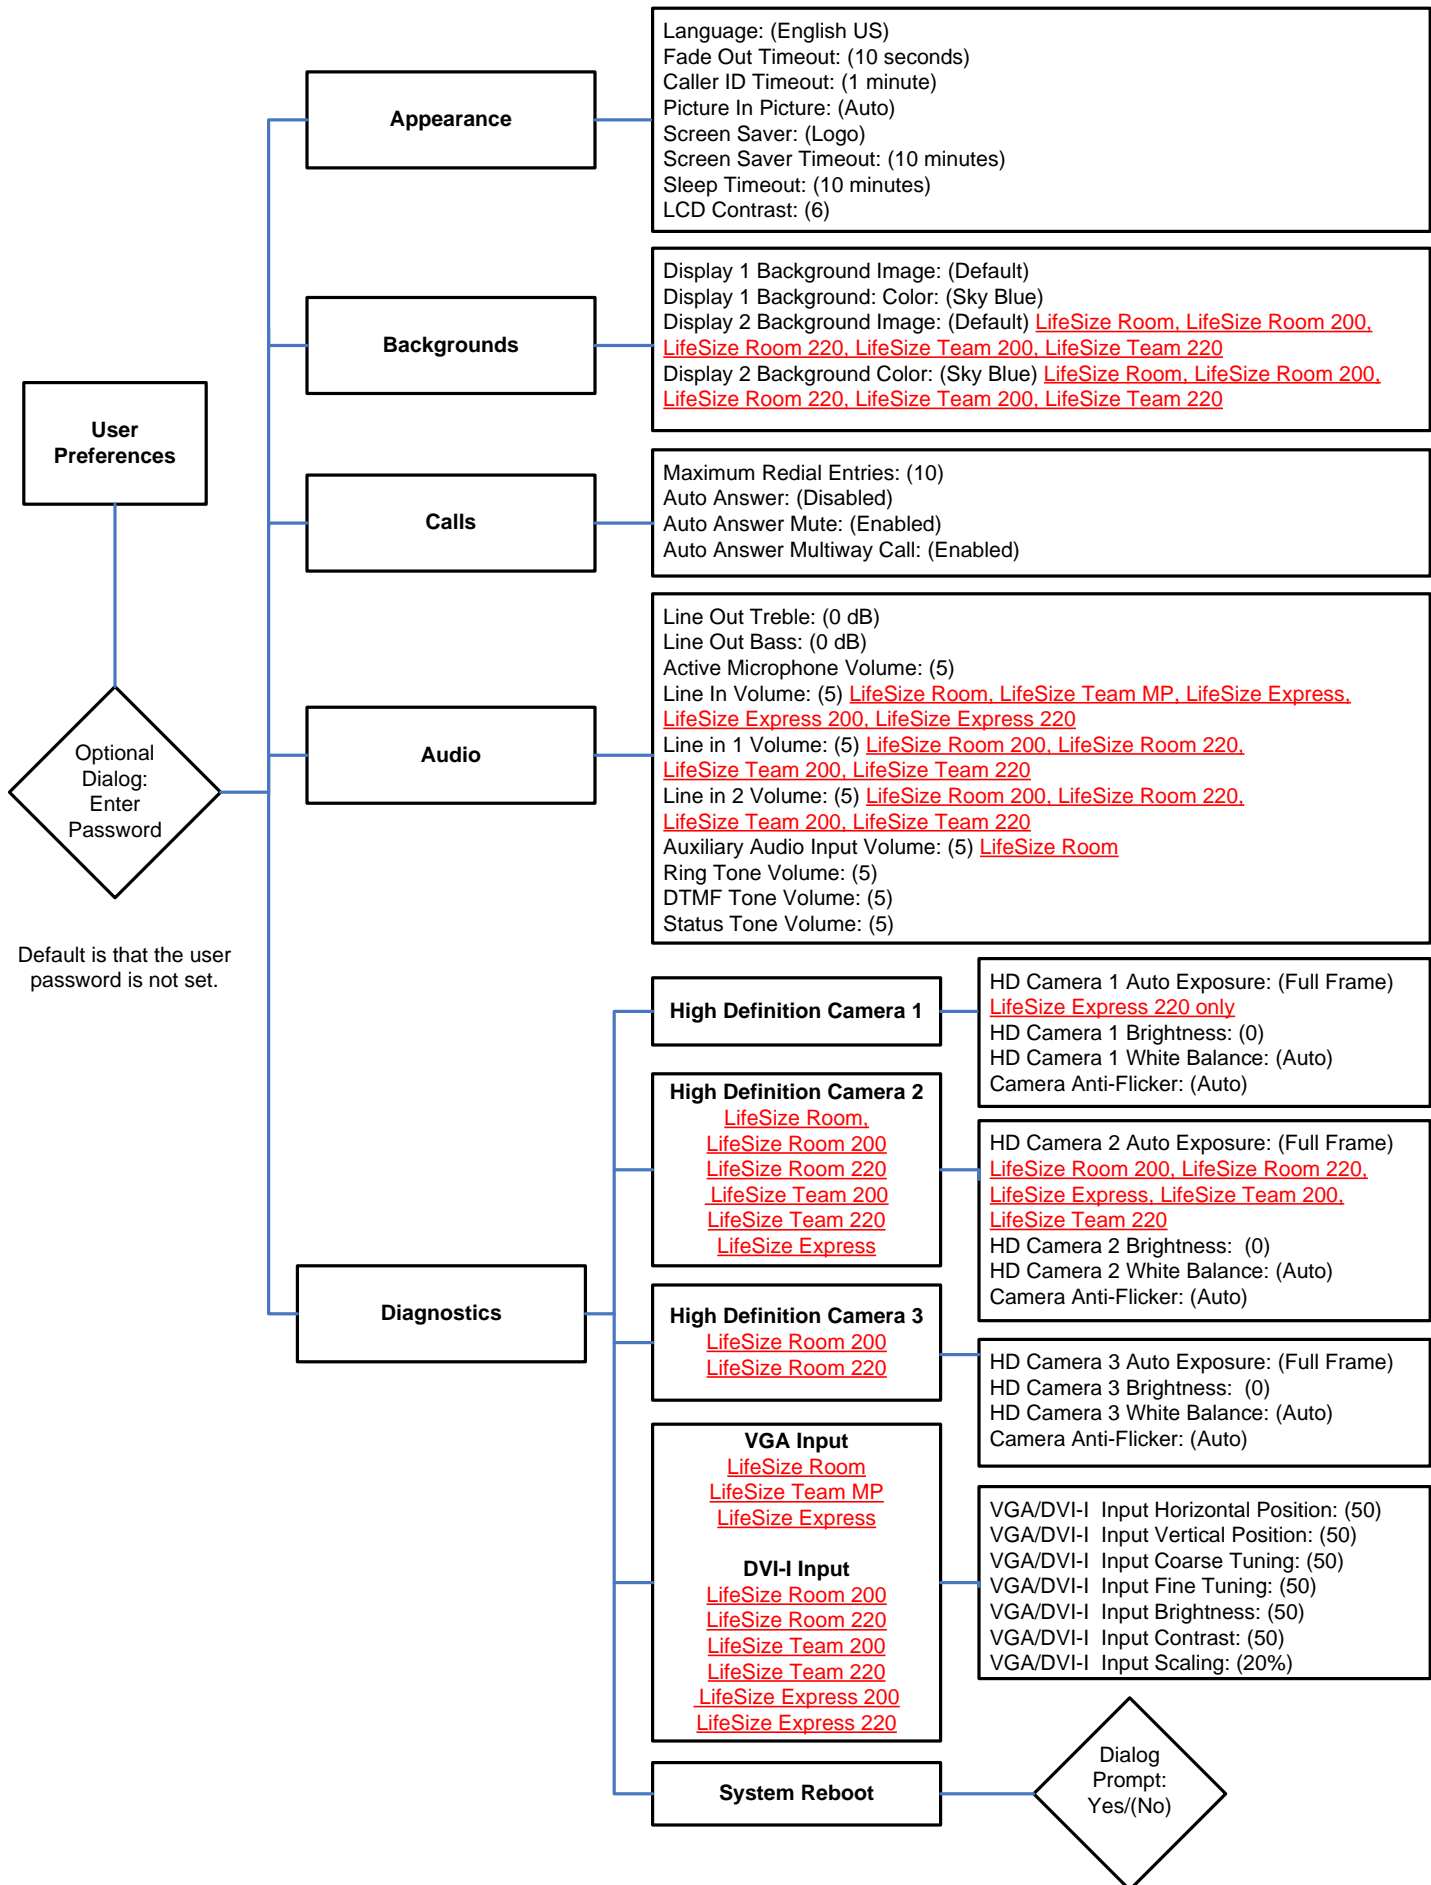 User
Preferences
Optional
Dialog:
Enter
Password
Default is that the user
password is not set.
Appearance
Language: (English US)
Fade Out Timeout: (10 seconds)
Caller ID Timeout: (1 minute)
Picture In Picture: (Auto)
Screen Saver: (Logo)
Screen Saver Timeout: (10 minutes)
Sleep Timeout: (10 minutes)
LCD Contrast: (6)
Backgrounds
Display 1 Background Image: (Default)
Display 1 Background: Color: (Sky Blue)
Display 2 Background Image: (Default) LifeSize Room, LifeSize Room 200,
LifeSize Room 220, LifeSize Team 200, LifeSize Team 220
Display 2 Background Color: (Sky Blue) LifeSize Room, LifeSize Room 200,
LifeSize Room 220, LifeSize Team 200, LifeSize Team 220
Calls
Maximum Redial Entries: (10)
Auto Answer: (Disabled)
Auto Answer Mute: (Enabled)
Auto Answer Multiway Call: (Enabled)
Audio
Line Out Treble: (0 dB)
Line Out Bass: (0 dB)
Active Microphone Volume: (5)
Line In Volume: (5) LifeSize Room, LifeSize Team MP, LifeSize Express,
LifeSize Express 200, LifeSize Express 220
Line in 1 Volume: (5) LifeSize Room 200, LifeSize Room 220,
LifeSize Team 200, LifeSize Team 220
Line in 2 Volume: (5) LifeSize Room 200, LifeSize Room 220,
LifeSize Team 200, LifeSize Team 220
Auxiliary Audio Input Volume: (5) LifeSize Room
Ring Tone Volume: (5)
DTMF Tone Volume: (5)
Status Tone Volume: (5)
Diagnostics
High Definition Camera 1
HD Camera 1 Auto Exposure: (Full Frame)
LifeSize Express 220 only
HD Camera 1 Brightness: (0)
HD Camera 1 White Balance: (Auto)
Camera Anti-Flicker: (Auto)
High Definition Camera 2
LifeSize Room,
LifeSize Room 200
LifeSize Room 220
LifeSize Team 200
LifeSize Team 220
LifeSize Express
HD Camera 2 Auto Exposure: (Full Frame)
LifeSize Room 200, LifeSize Room 220,
LifeSize Express, LifeSize Team 200,
LifeSize Team 220
HD Camera 2 Brightness: (0)
HD Camera 2 White Balance: (Auto)
Camera Anti-Flicker: (Auto)
High Definition Camera 3
LifeSize Room 200
LifeSize Room 220
HD Camera 3 Auto Exposure: (Full Frame)
HD Camera 3 Brightness: (0)
HD Camera 3 White Balance: (Auto)
Camera Anti-Flicker: (Auto)
VGA Input
LifeSize Room
LifeSize Team MP
LifeSize Express
DVI-I Input
LifeSize Room 200
LifeSize Room 220
LifeSize Team 200
LifeSize Team 220
LifeSize Express 200
LifeSize Express 220
VGA/DVI-I Input Horizontal Position: (50)
VGA/DVI-I Input Vertical Position: (50)
VGA/DVI-I Input Coarse Tuning: (50)
VGA/DVI-I Input Fine Tuning: (50)
VGA/DVI-I Input Brightness: (50)
VGA/DVI-I Input Contrast: (50)
VGA/DVI-I Input Scaling: (20%)
System Reboot
Dialog
Prompt:
Yes/(No)